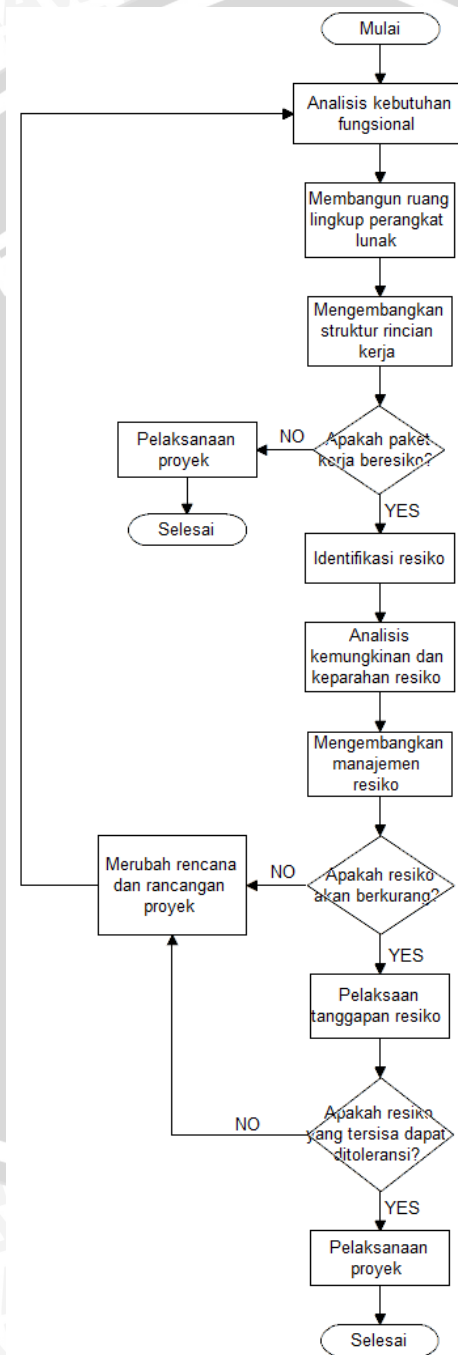 Mulai
Analisis kebutuhan
fungsional
Membangun ruang
lingkup perangkat
lunak
Mengembangkan
struktur rincian
kerja
Apakah paket
kerja beresiko?
NO
Pelaksanaan
proyek
Selesai
YES
Identifikasi resiko
Analisis
kemungkinan dan
keparahan resiko
Mengembangkan
manajemen
resiko
Apakah resiko
akan berkurang?
NO
Merubah rencana
dan rancangan
proyek
YES
Pelaksaan
tanggapan resiko
Apakah resiko
yang tersisa dapat
ditoleransi?
NO
YES
Pelaksanaan
proyek
Selesai